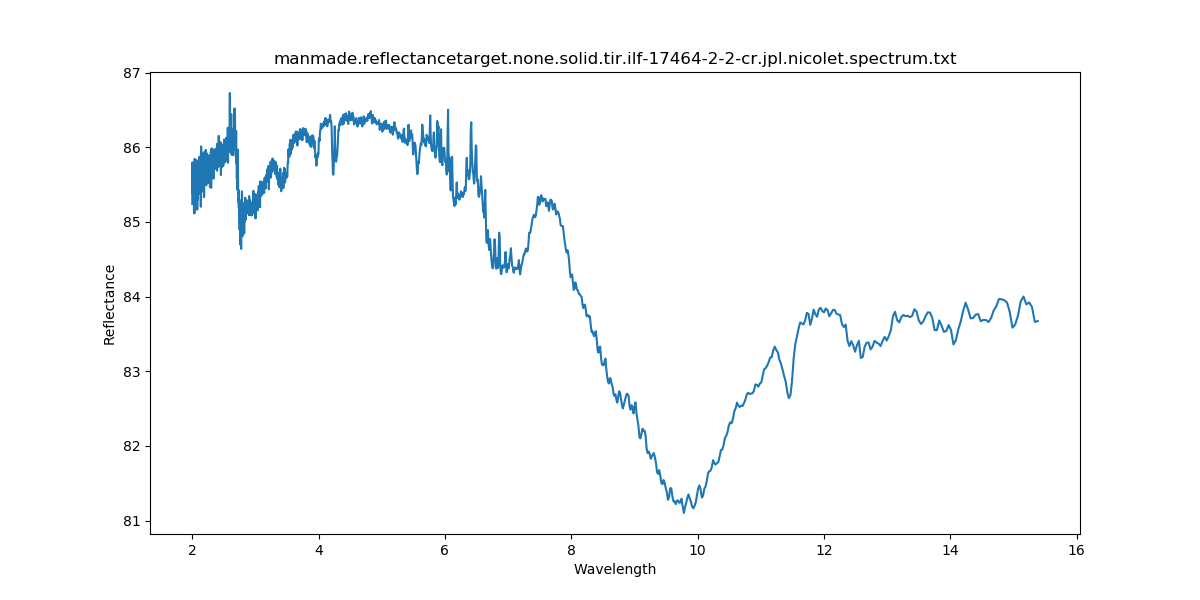 manmade.reflectancetarget.none.solid.tir.ilf-17464-2-2-cr.jpl.nicolet.spectrum.txt
87
86
85
84
83
82
81
Reflectance
2 4 6 8 10 12 14 16
Wavelength